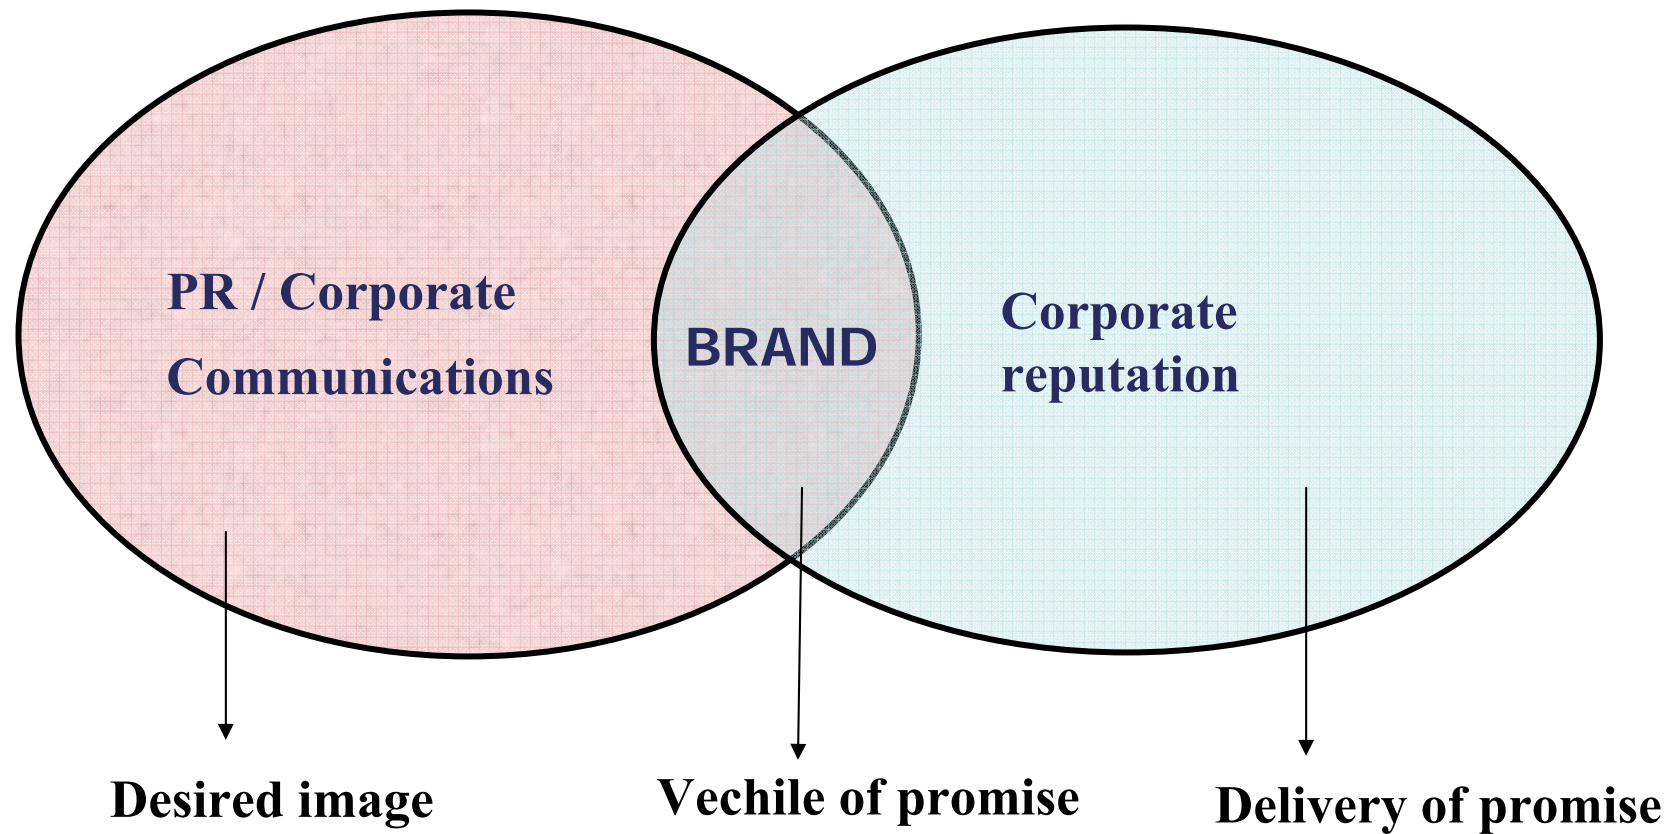 PR / Corporate
Communications
BRAND
Corporate
reputation
Desired image
Vechile of promise
Delivery of promise